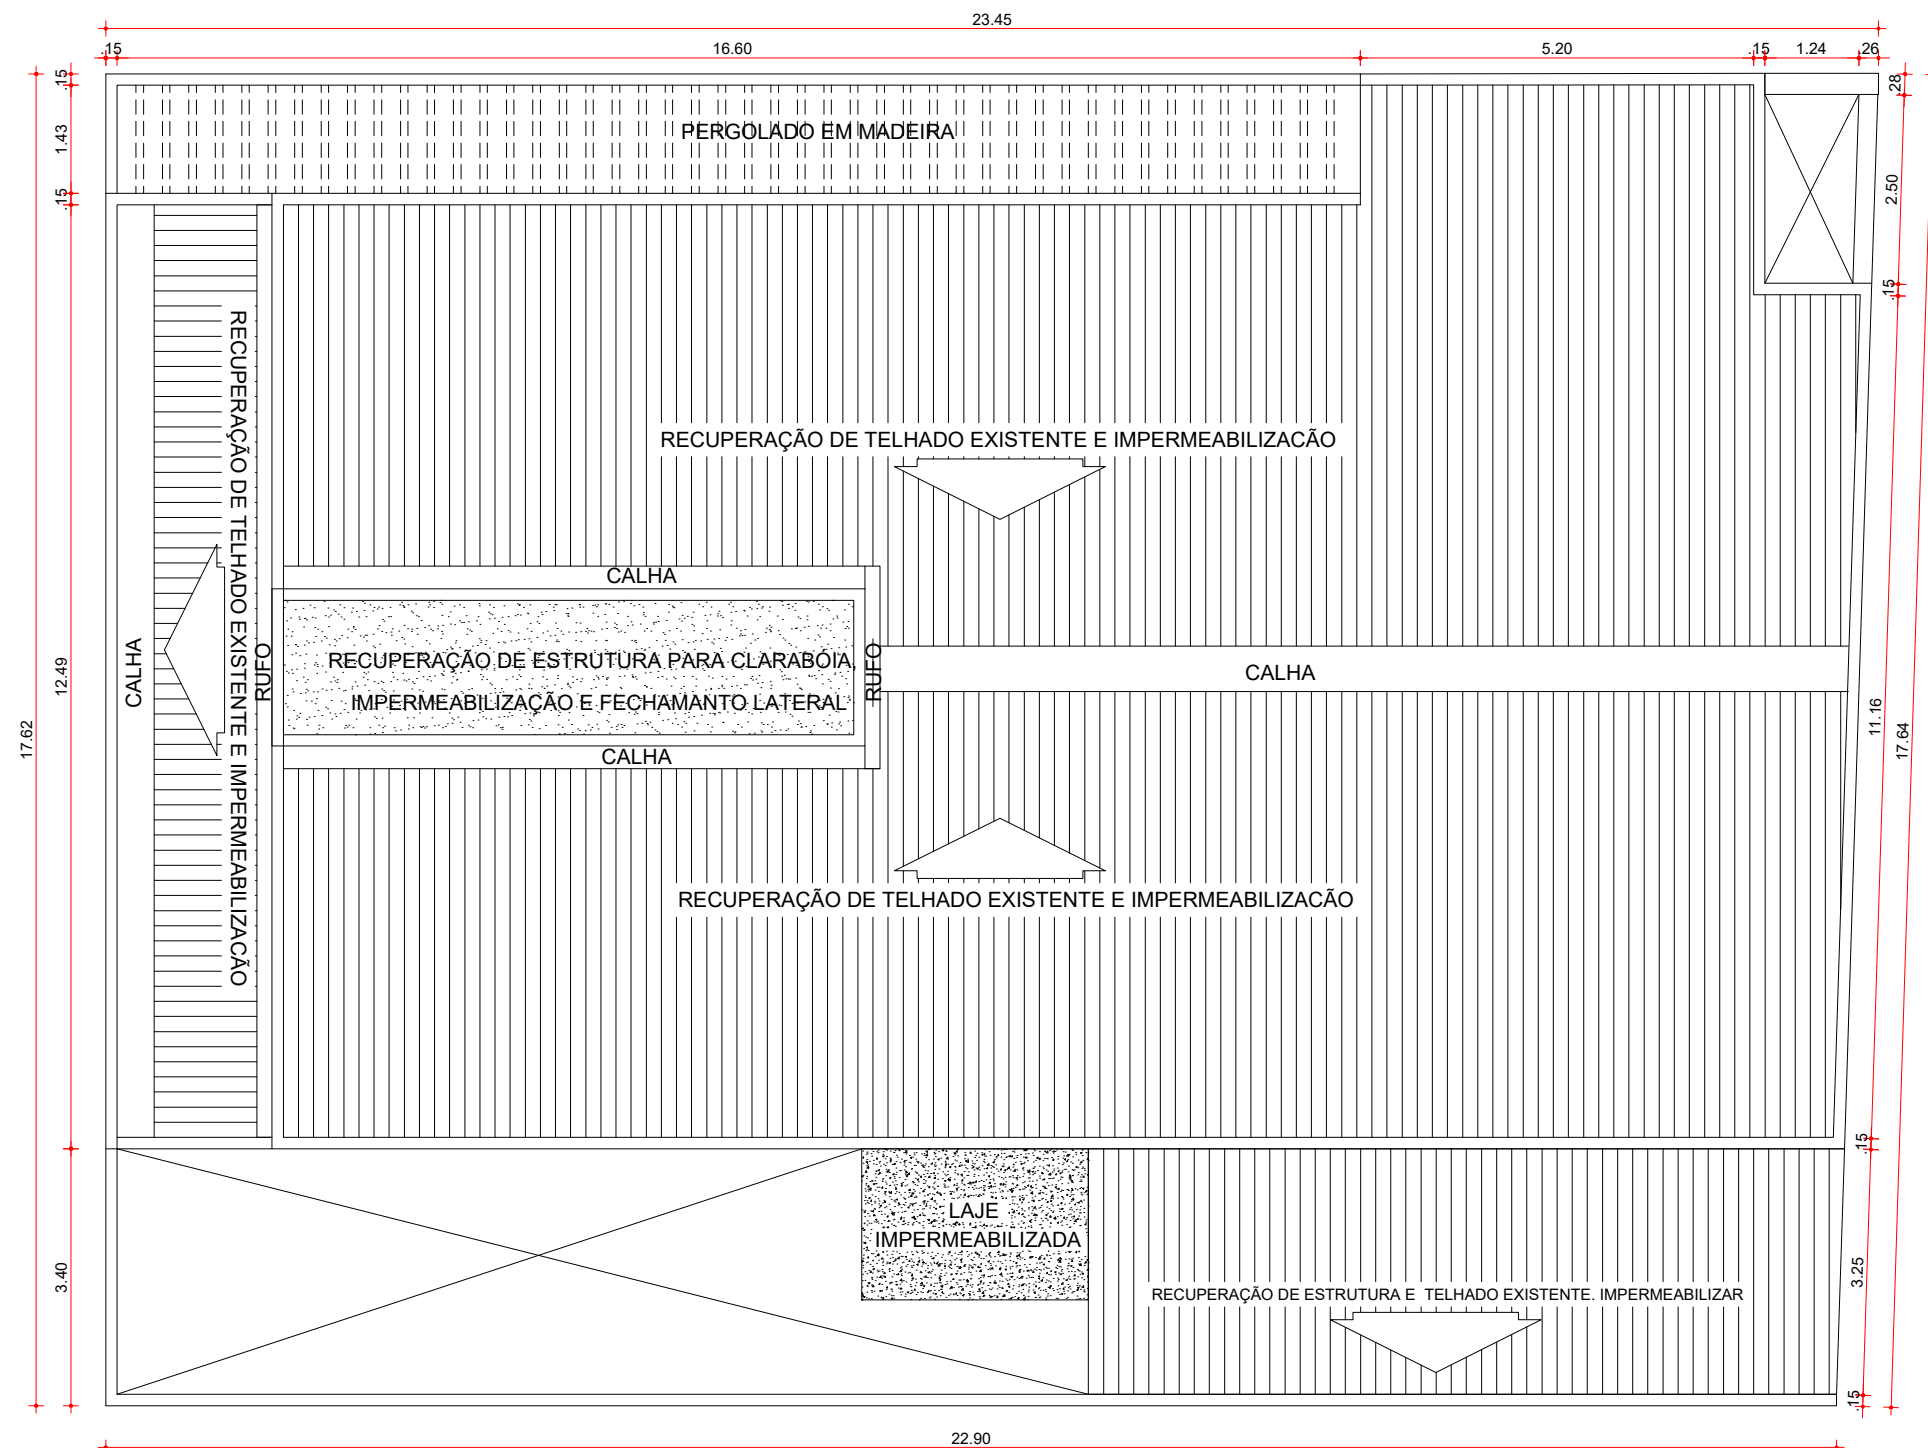 23.45
.15
16.60
5.20
.15
1.24
.26
.15
1.43
.15
12.49
17.62
3.40
.28
2.50
.15
11.16
17.64
.15
3.25
.15
22.90
PERGOLADO EM MADEIRA
RECUPERAÇÃO DE TELHADO EXISTENTE E IMPERMEABILIZACÃO
CALHA
RECUPERAÇÃO DE TELHADO EXISTENTE E IMPERMEABILIZACÃO
RUFO
CALHA
RECUPERAÇÃO DE ESTRUTURA PARA CLARABÓIA,
IMPERMEABILIZAÇÃO E FECHAMANTO LATERAL
RUFO
CALHA
CALHA
RECUPERAÇÃO DE TELHADO EXISTENTE E IMPERMEABILIZACÃO
LAJE
IMPERMEABILIZADA
RECUPERAÇÃO DE ESTRUTURA E TELHADO EXISTENTE. IMPERMEABILIZAR